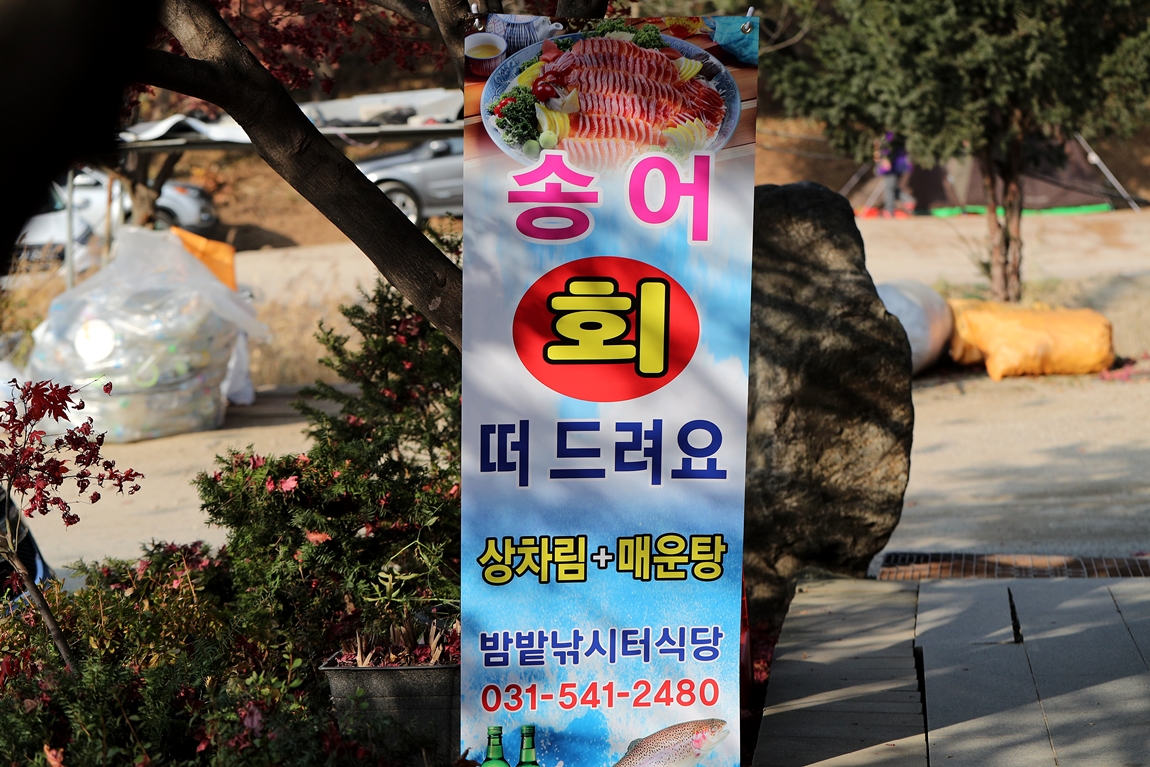 송어
회
떠 드려요
상차림+매운탕
밤밭낚시터식당
031-541-2480